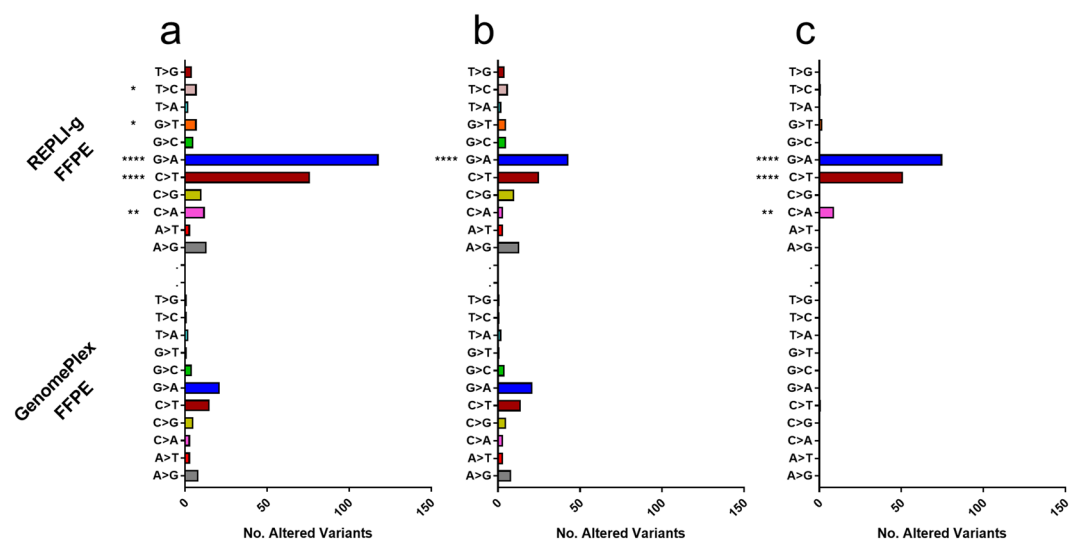 a b c
T>G T>G T>G
* T>C T>C T>C
T>A T>A T>A
* G>T G>T G>T
G>C G>C G>C
**** G>A **** G>A **** G>A
**** C>T C>T **** C>T
C>G C>G C>G
** C>A C>A ** C>A
A>T A>T A>T
A>G A>G A>G
REPLI-g
FFPE
. . .
. . .
T>G T>G T>G
T>C T>C T>C
T>A T>A T>A
G>T G>T G>T
G>C G>C G>C
G>A G>A G>A
C>T C>T C>T
C>G C>G C>G
C>A C>A C>A
A>T A>T A>T
A>G A>G A>G
GenomePlex
FFPE
0 50 100 150 0 50 100 150 0 50 100 150
No. Altered Variants No. Altered Variants No. Altered Variants